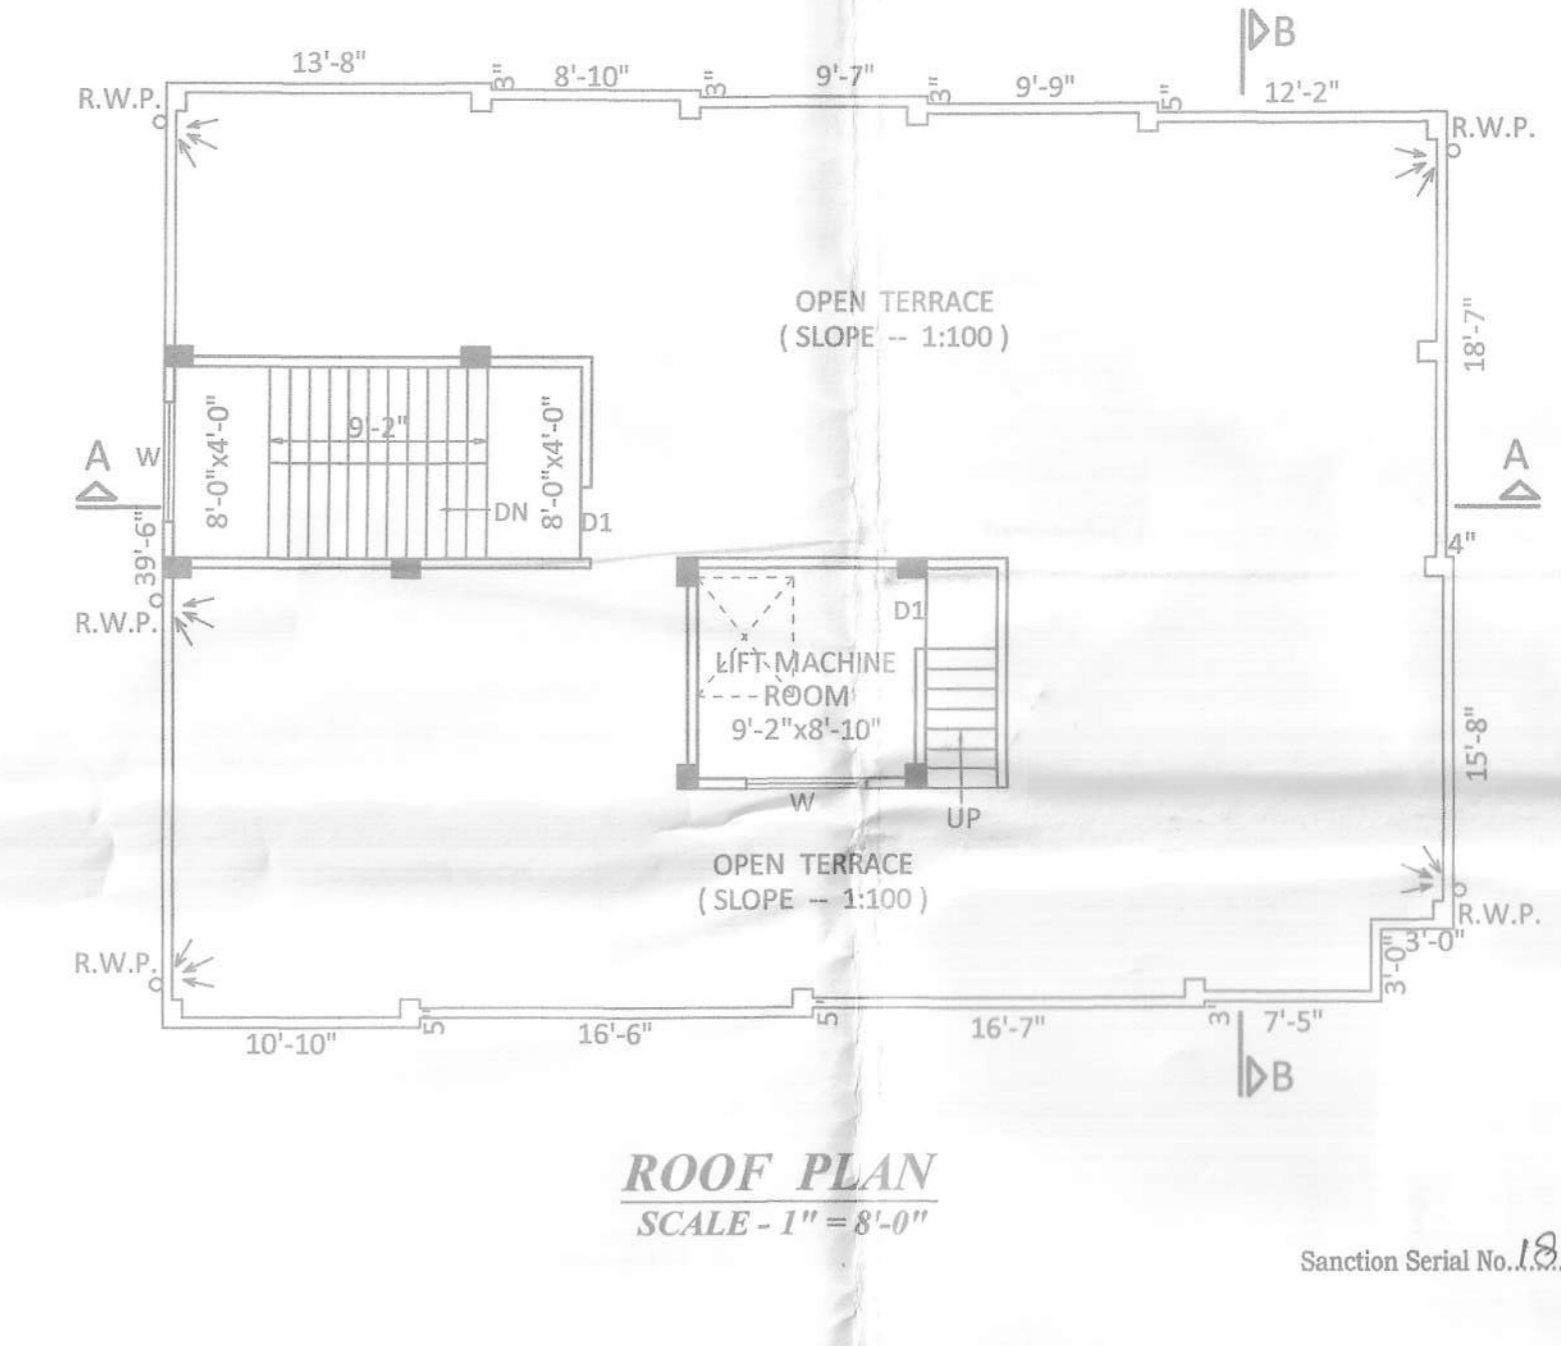 B
13'-8"
3"
8'-10"
3"
9'-7"
3"
9'-9"
5"
12'-2"
R.W.P.
R.W.P.
OPEN TERRACE
( SLOPE -- 1:100 )
18'-7"
A
W
8'-0"x4'-0"
9'-2"
8'-0"x4'-0"
DN
D1
A
39'-6"
4"
R.W.P.
D1
LIFT MACHINE
ROOM
9'-2"x8'-10"
15'-8"
W
UP
OPEN TERRACE
( SLOPE -- 1:100 )
R.W.P.
3'-0"
3'-0"
R.W.P.
10'-10"
5"
16'-6"
5"
16'-7"
3"
7'-5"
B
ROOF PLAN
SCALE - 1" = 8'-0"
Sanction Serial No. 18